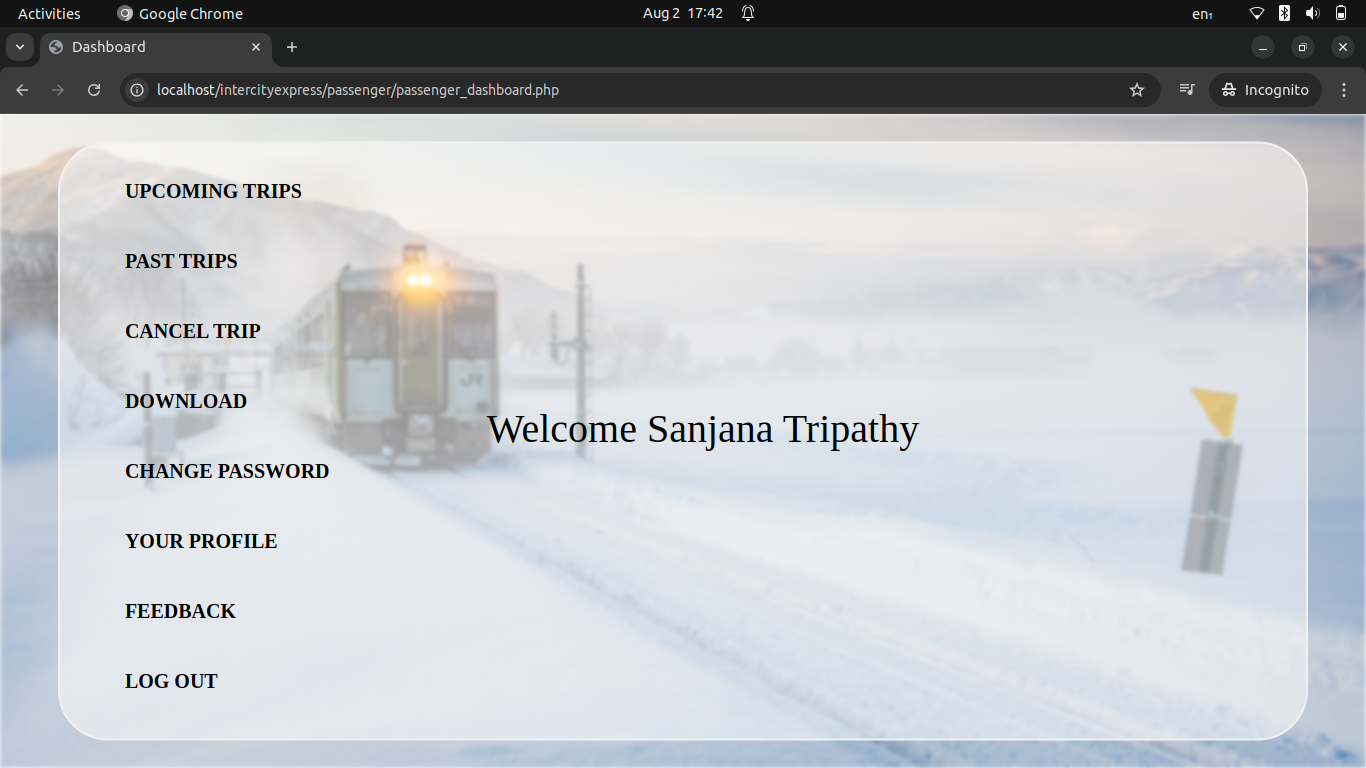 Activities Google Chrome Aug 2 17:42 en₁
Dashboard
localhost/intercityexpress/passenger/passenger_dashboard.php Incognito
UPCOMING TRIPS
PAST TRIPS
CANCEL TRIP
DOWNLOAD
Welcome Sanjana Tripathy
CHANGE PASSWORD
YOUR PROFILE
FEEDBACK
LOG OUT
JR